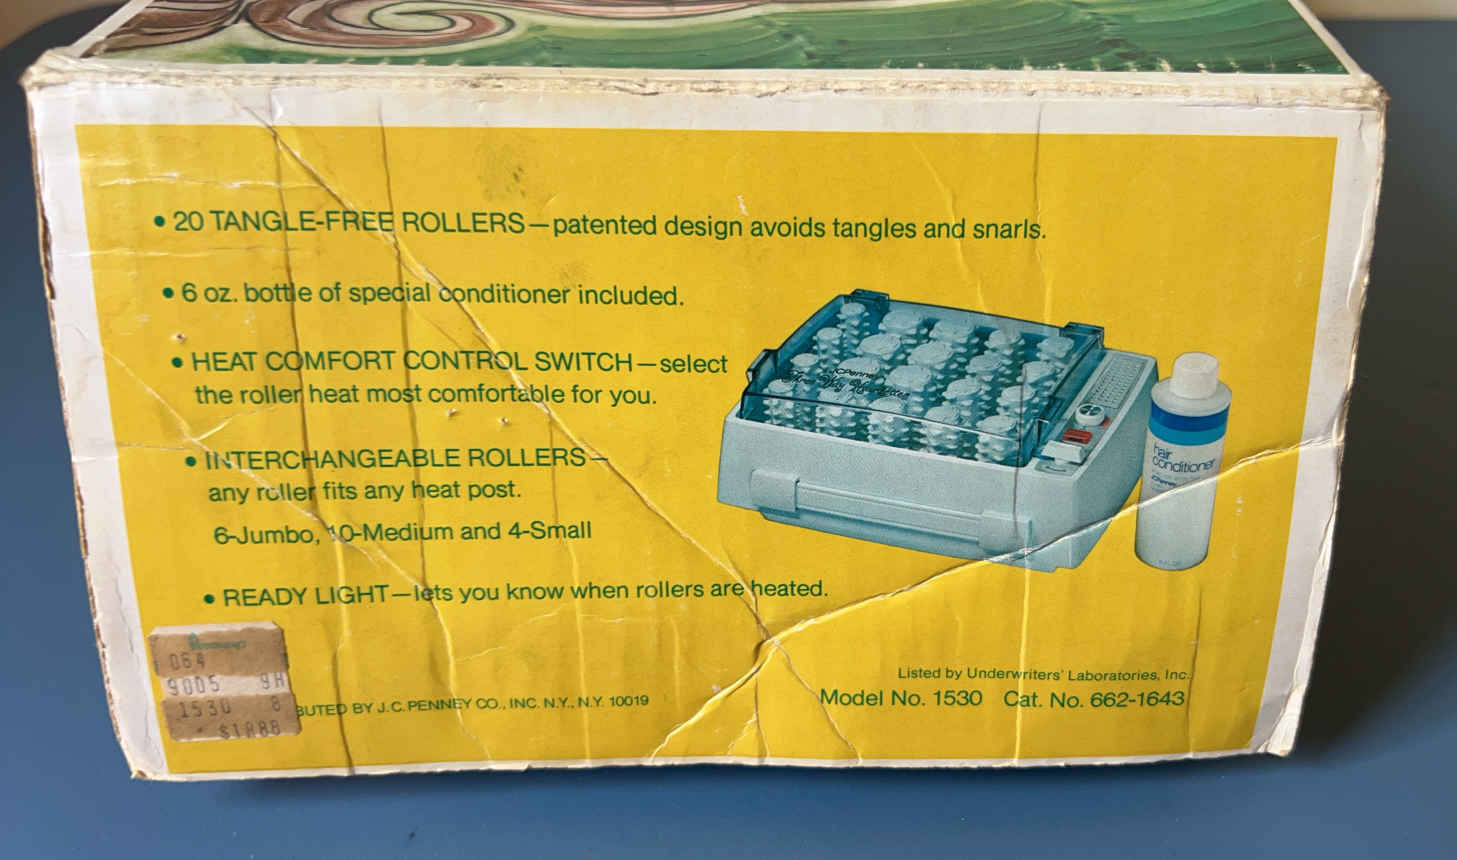 • 20 TANGLE-FREE ROLLERS—patented design avoids tangles and snarls.
• 6 oz. bottle of special conditioner included.
• HEAT COMFORT CONTROL SWITCH—select
the roller heat most comfortable for you.
• INTERCHANGEABLE ROLLERS—
any roller fits any heat post.
6-Jumbo, 10-Medium and 4-Small
• READY LIGHT—lets you know when rollers are heated.
JCPenney
hair
conditioner
JCPenney
064
9005 9H
1530 8
$1888
BUTED BY J.C. PENNEY CO., INC. N.Y., N.Y. 10019
Listed by Underwriters' Laboratories, Inc.
Model No. 1530 Cat. No. 662-1643